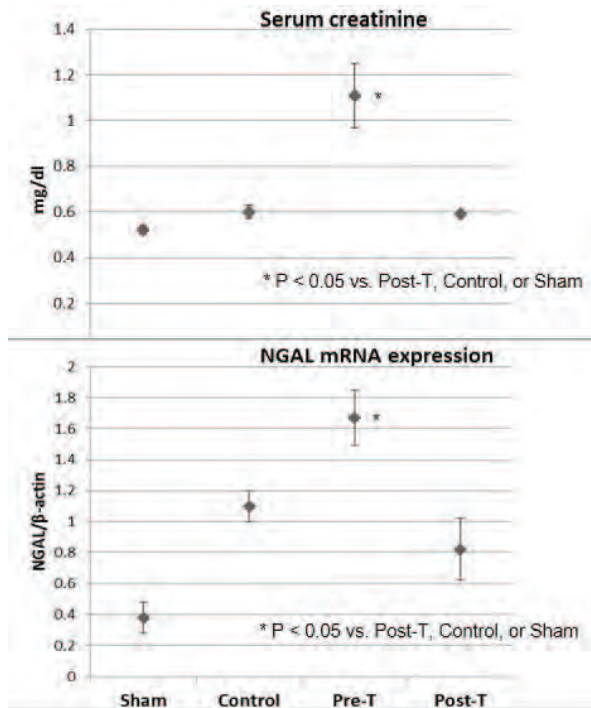 Serum creatinine
1.4
1.2
1
0.8
0.6
0.4
0.2
mg/dl
*
* P < 0.05 vs. Post-T, Control, or Sham
NGAL mRNA expression
2
1.8
1.6
1.4
1.2
1
0.8
0.6
0.4
0.2
0
NGAL/β-actin
*
* P < 0.05 vs. Post-T, Control, or Sham
Sham Control Pre-T Post-T